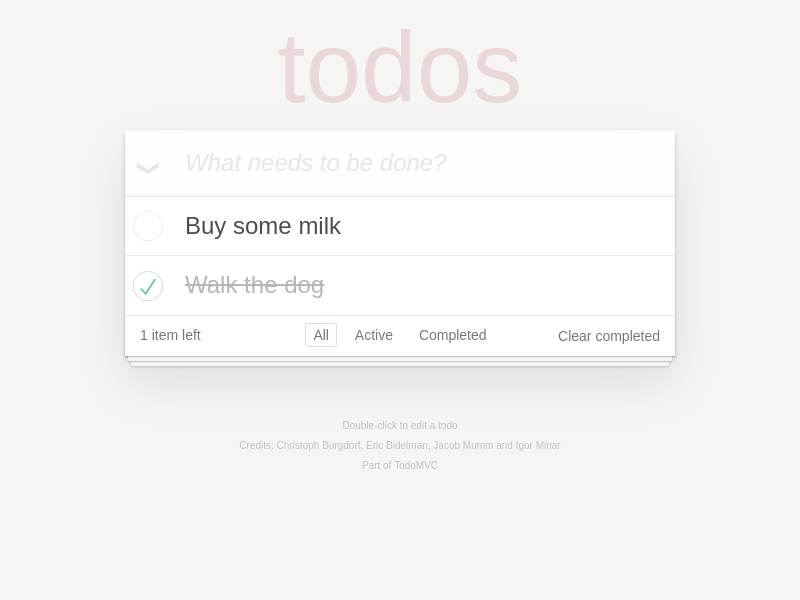 todos
What needs to be done?
Buy some milk
Walk the dog
1 item left All Active Completed Clear completed
Double-click to edit a todo
Credits: Christoph Burgdorf, Eric Bidelman, Jacob Mumm and Igor Minar
Part of TodoMVC